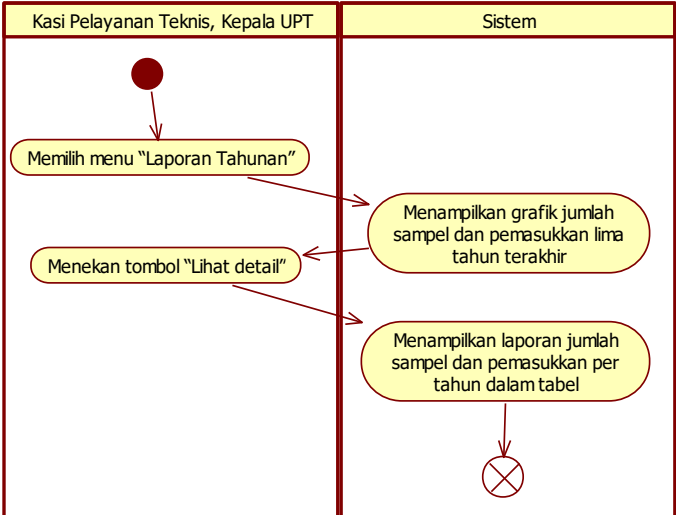 Kasi Pelayanan Teknis, Kepala UPT
Sistem
Memilih menu “Laporan Tahunan”
Menampilkan grafik jumlah
sampel dan pemasukkan lima
tahun terakhir
Menekan tombol “Lihat detail”
Menampilkan laporan jumlah
sampel dan pemasukkan per
tahun dalam tabel